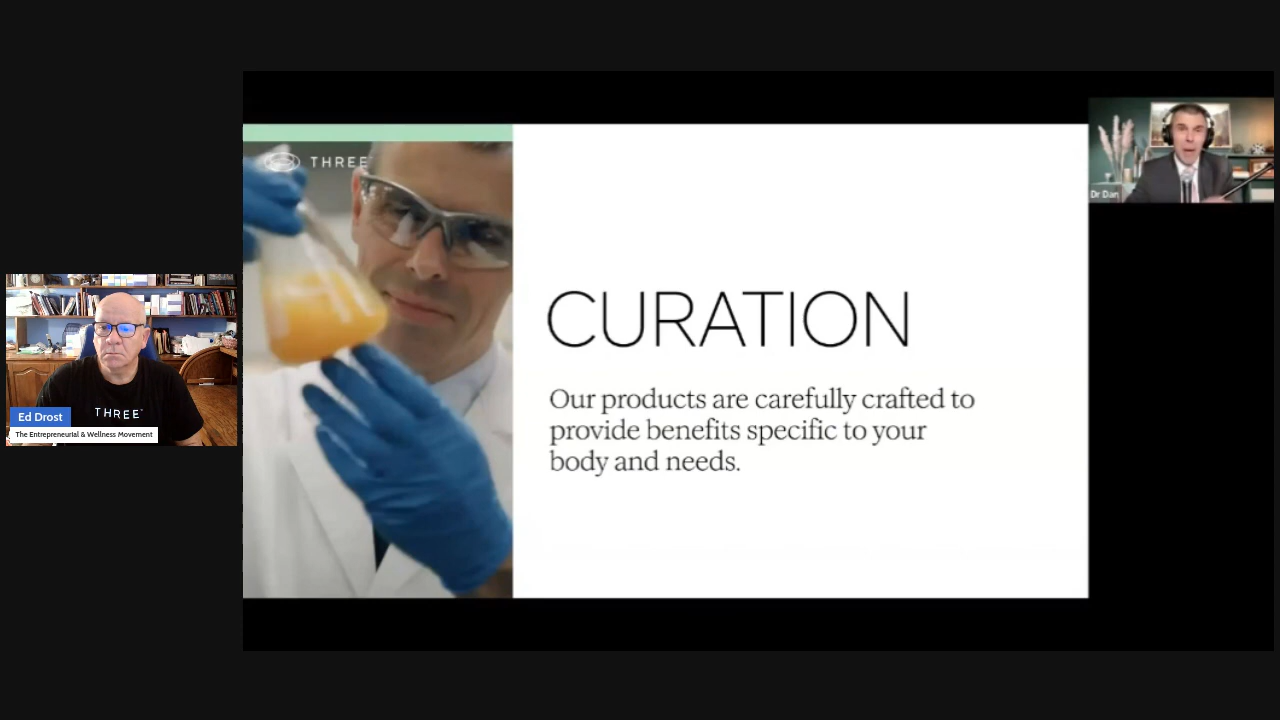 THREE
CURATION
Our products are carefully crafted to
provide benefits specific to your
body and needs.
Dr Dan
THREE
Ed Drost
The Entrepreneurial & Wellness Movement